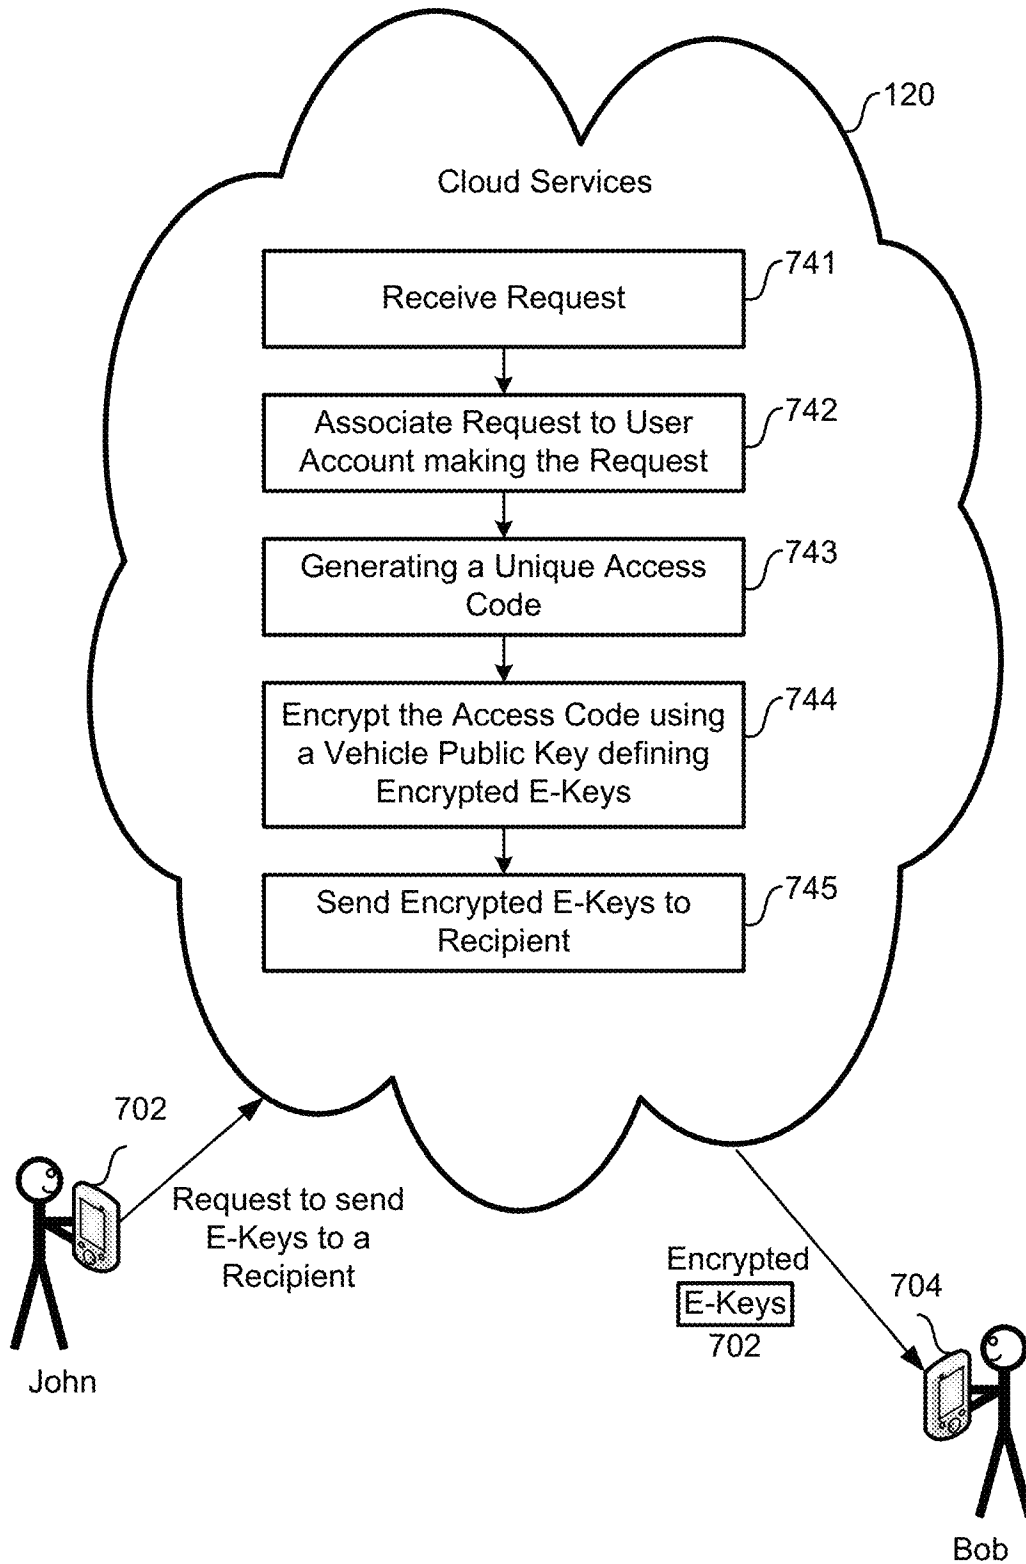 120
Cloud Services
741
Receive Request
742
Associate Request to User
Account making the Request
743
Generating a Unique Access
Code
744
Encrypt the Access Code using
a Vehicle Public Key defining
Encrypted E-Keys
745
Send Encrypted E-Keys to
Recipient
702
Request to send
E-Keys to a
Recipient
John
Encrypted
E-Keys
702
704
Bob